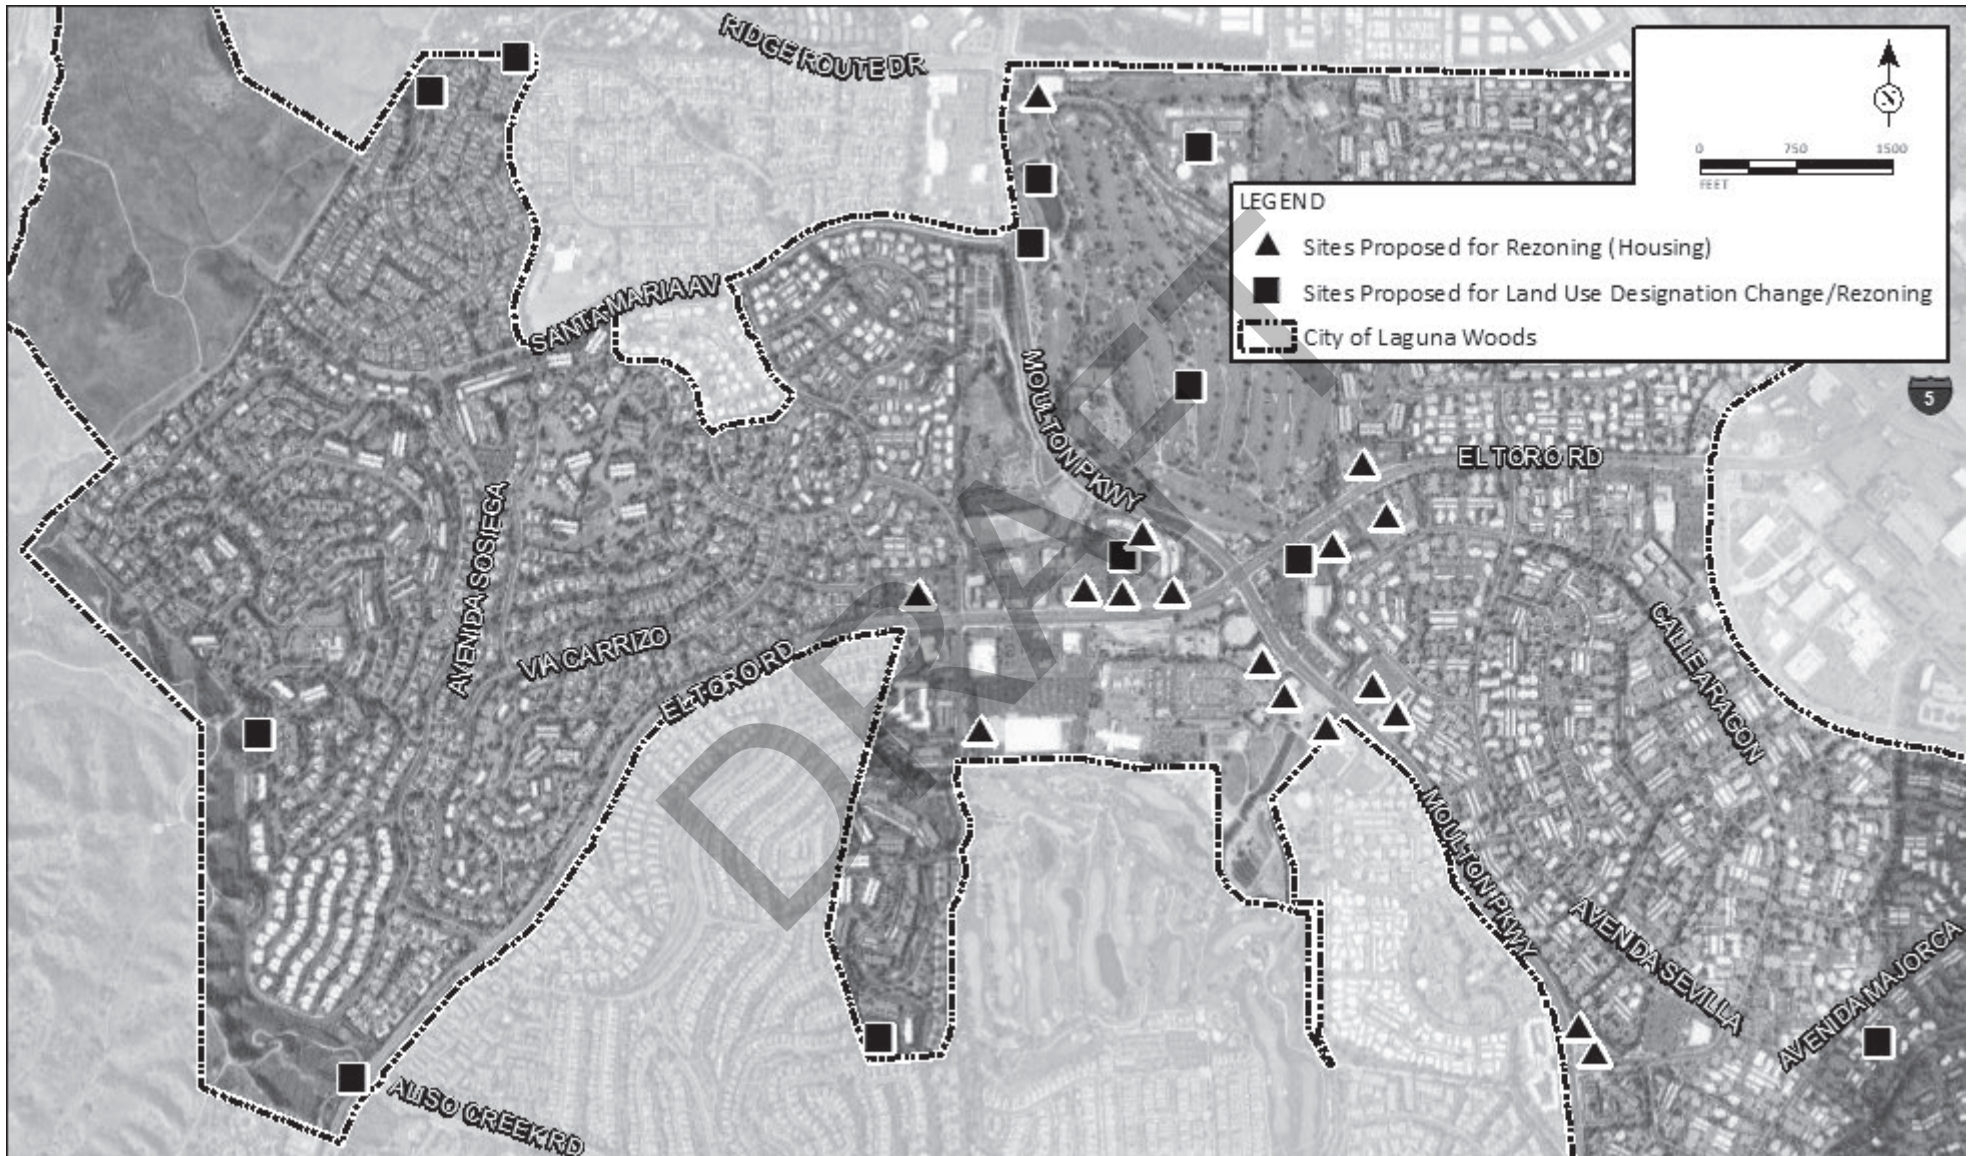 RIDGE ROUTE DR
0 750 1500
FEET
LEGEND
Sites Proposed for Rezoning (Housing)
Sites Proposed for Land Use Designation Change/Rezoning
City of Laguna Woods
5
SANTA MARIA AV
MOULTON PKWY
EL TORO RD
AVENIDA SOSIEGA
VIA CARRIZO
EL TORO RD
CALLE ARAGON
DRAFT
MOULTON PKWY
AVENIDA SEVILLA
AVENIDA MAJORCA
ALISO CREEK RD